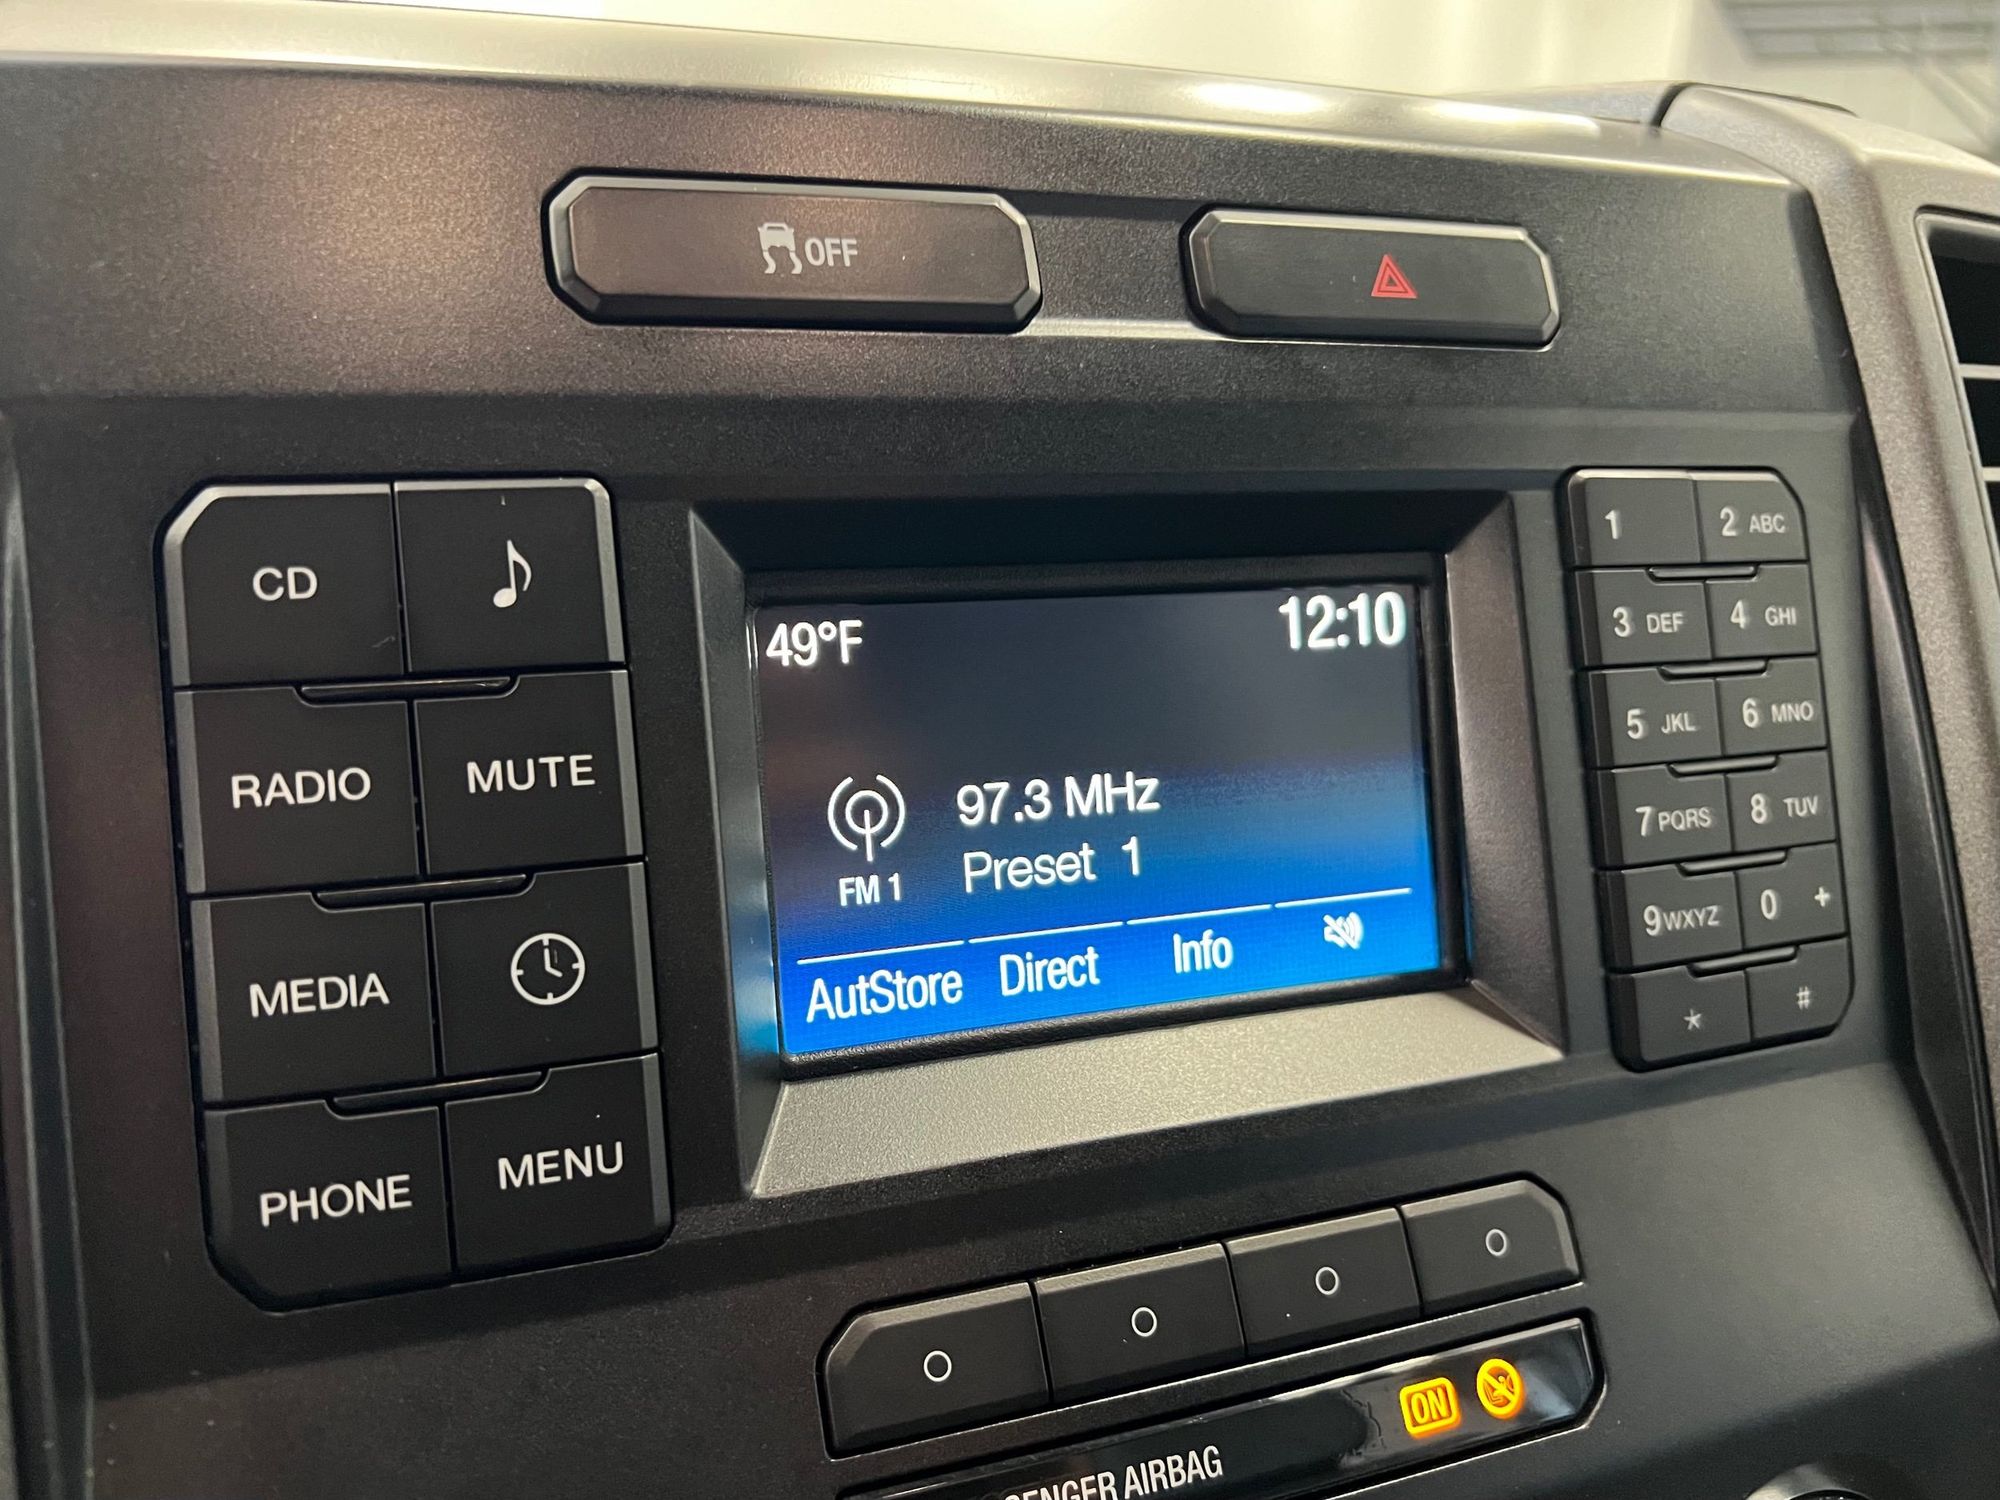 OFF
CD
RADIO MUTE
MEDIA
PHONE MENU
49°F 12:10
97.3 MHz
FM 1 Preset 1
AutStore Direct Info
1 2 ABC
3 DEF 4 GHI
5 JKL 6 MNO
7 PQRS 8 TUV
9 WXYZ 0 +
* #
ON
AIRBAG